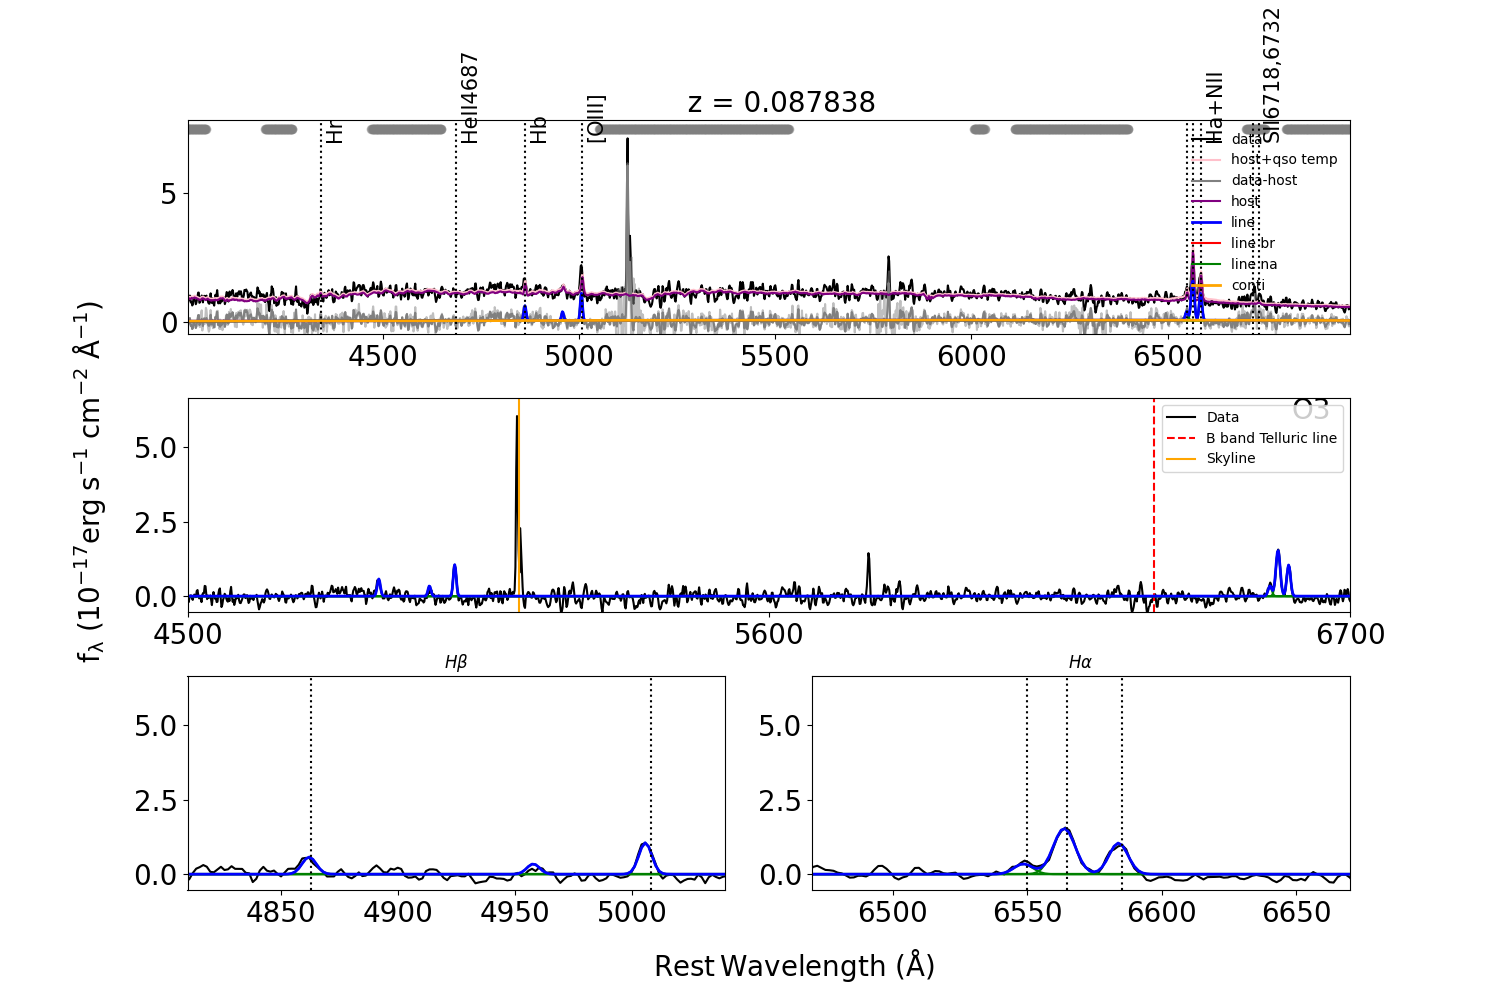 z = 0.087838
Hr
HeII4687
Hb
[OIII]
Ha+NII
SII6718,6732
data
host+qso temp
data-host
host
line
line br
line na
conti
5
0
4500
5000
5500
6000
6500
O3
Data
B band Telluric line
Skyline
5.0
2.5
0.0
4500
5600
6700
fλ (10⁻¹⁷erg s⁻¹ cm⁻² Å⁻¹)
Hβ
5.0
2.5
0.0
4850
4900
4950
5000
Hα
5.0
2.5
0.0
6500
6550
6600
6650
Rest Wavelength (Å)